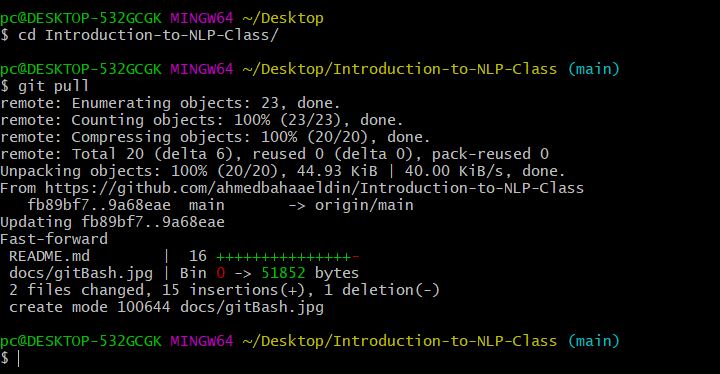 pc@DESKTOP-532GCGK MINGW64 ~/Desktop
$ cd Introduction-to-NLP-Class/
pc@DESKTOP-532GCGK MINGW64 ~/Desktop/Introduction-to-NLP-Class (main)
$ git pull
remote: Enumerating objects: 23, done.
remote: Counting objects: 100% (23/23), done.
remote: Compressing objects: 100% (20/20), done.
remote: Total 20 (delta 6), reused 0 (delta 0), pack-reused 0
Unpacking objects: 100% (20/20), 44.93 KiB | 40.00 KiB/s, done.
From https://github.com/ahmedbahaaeldin/Introduction-to-NLP-Class
   fb89bf7..9a68eae  main       -> origin/main
Updating fb89bf7..9a68eae
Fast-forward
 README.md         |  16 +++++++++++++++-
 docs/gitBash.jpg | Bin 0 -> 51852 bytes
 2 files changed, 15 insertions(+), 1 deletion(-)
 create mode 100644 docs/gitBash.jpg
pc@DESKTOP-532GCGK MINGW64 ~/Desktop/Introduction-to-NLP-Class (main)
$